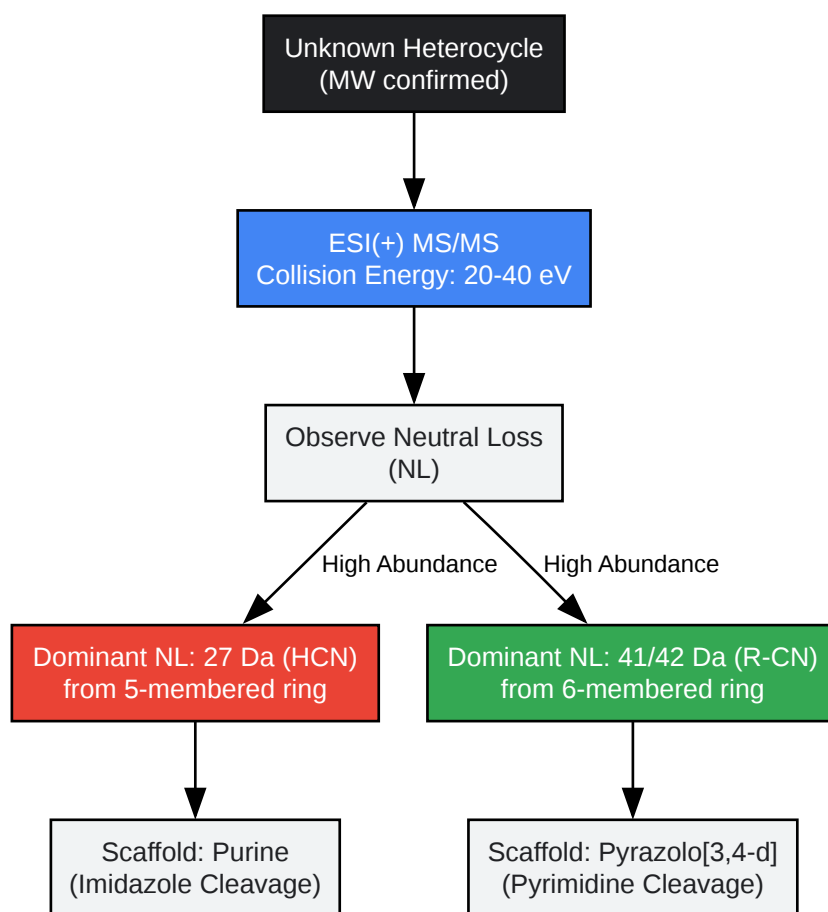 Unknown Heterocycle
(MW confirmed)
ESI(+) MS/MS
Collision Energy: 20-40 eV
Observe Neutral Loss
(NL)
High Abundance
High Abundance
Dominant NL: 27 Da (HCN)
from 5-membered ring
Dominant NL: 41/42 Da (R-CN)
from 6-membered ring
Scaffold: Purine
(Imidazole Cleavage)
Scaffold: Pyrazolo[3,4-d]
(Pyrimidine Cleavage)